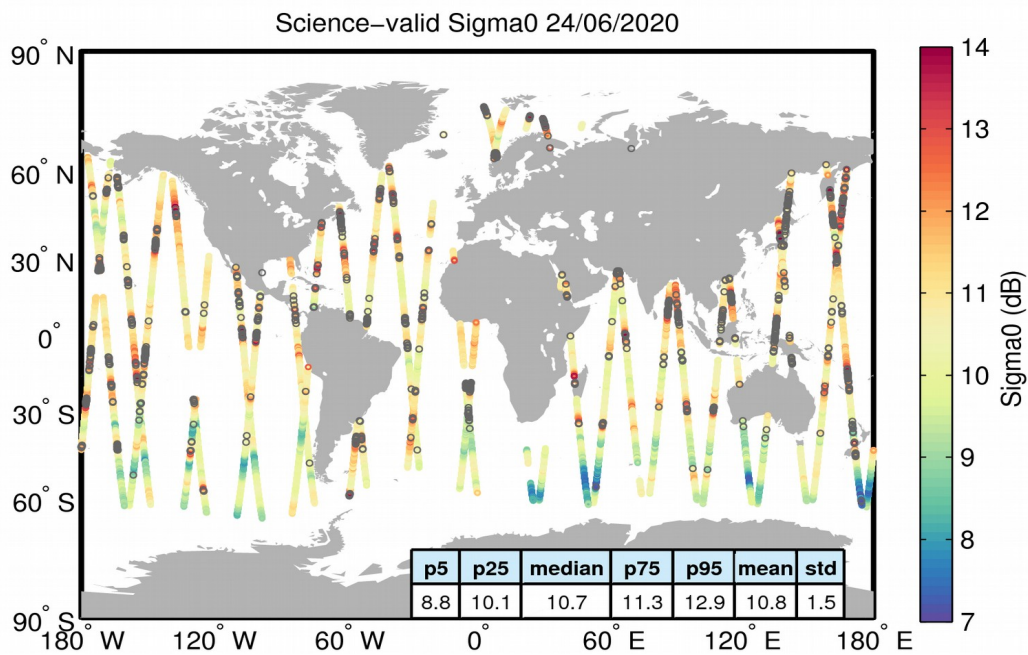 Science−valid Sigma0 24/06/2020
90° N
60° N
30° N
0°
30° S
60° S
90° S
180° W
120° W
60° W
0°
60° E
120° E
180° E
14
13
12
11
10
9
8
7
Sigma0 (dB)
p5 p25 median p75 p95 mean std
8.8 10.1 10.7 11.3 12.9 10.8 1.5